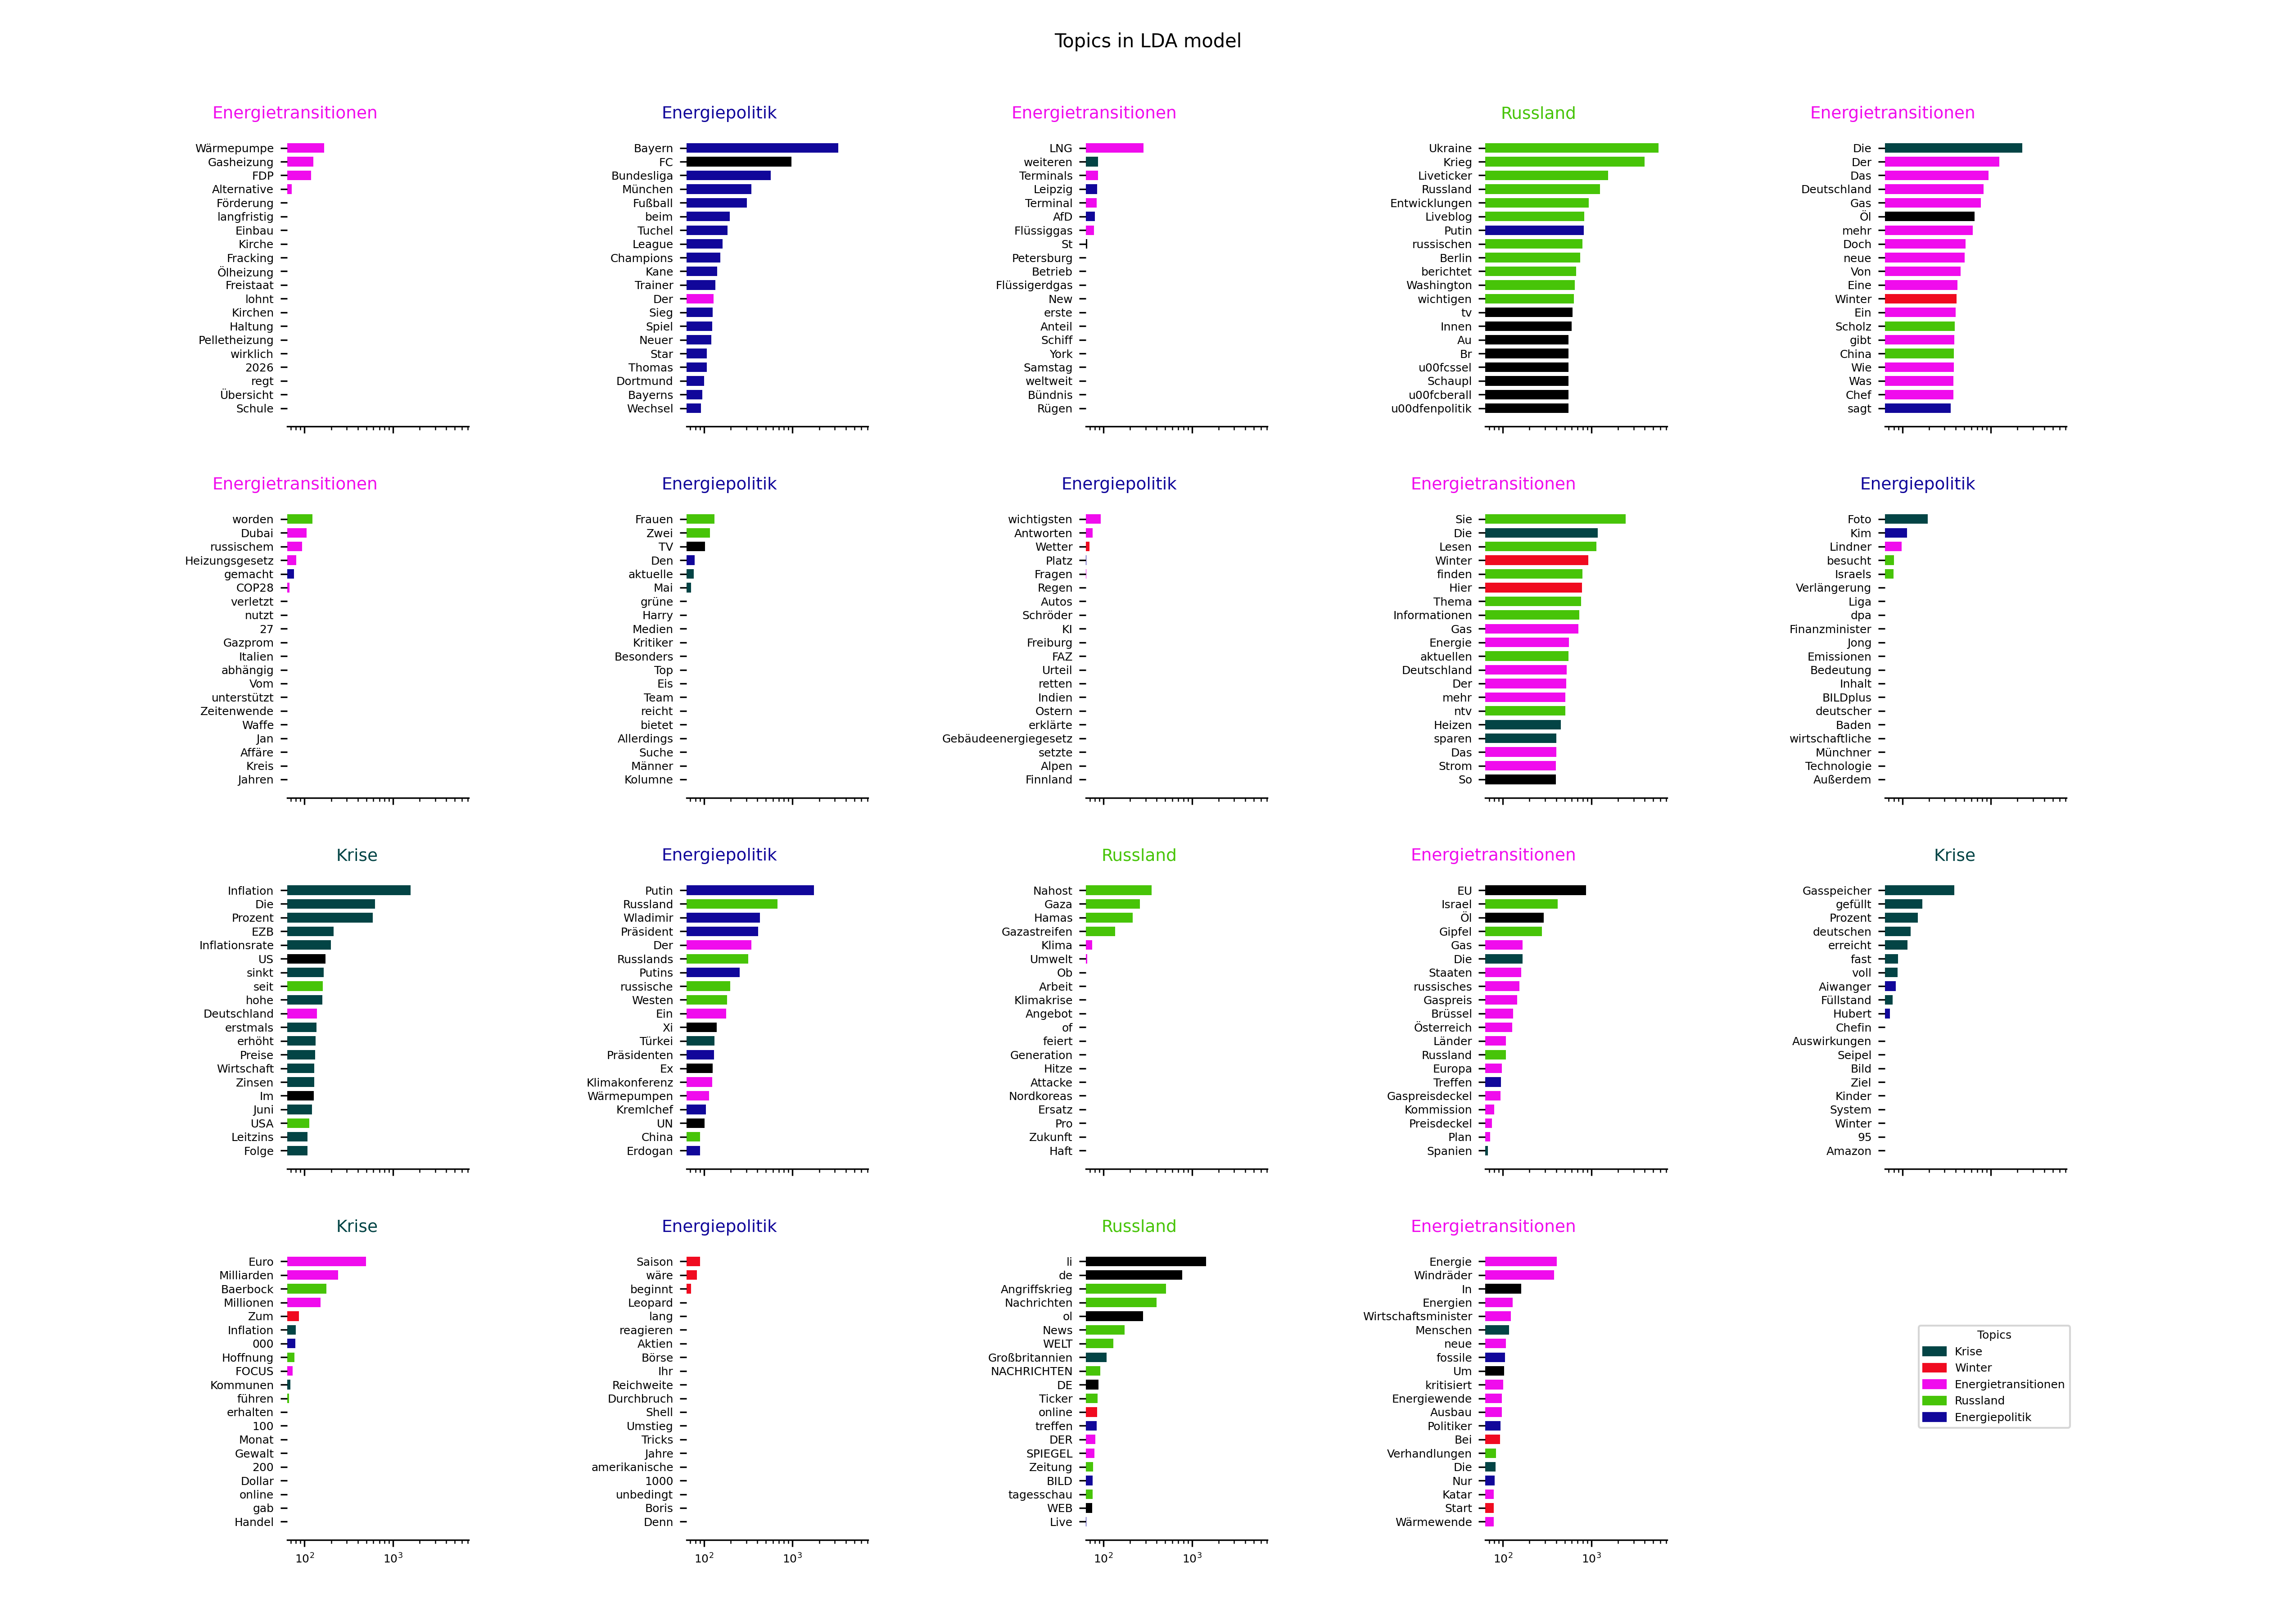 Topics in LDA model
Energietransitionen
Wärmepumpe
Gasheizung
FDP
Alternative
Förderung
langfristig
Einbau
Kirche
Fracking
Ölheizung
Freistaat
lohnt
Kirchen
Haltung
Pelletheizung
wirklich
2026
regt
Übersicht
Schule
Energiepolitik
Bayern
FC
Bundesliga
München
Fußball
beim
Tuchel
League
Champions
Kane
Trainer
Der
Sieg
Spiel
Neuer
Star
Thomas
Dortmund
Bayerns
Wechsel
Energietransitionen
LNG
weiteren
Terminals
Leipzig
Terminal
AfD
Flüssiggas
St
Petersburg
Betrieb
Flüssigerdgas
New
erste
Anteil
Schiff
York
Samstag
weltweit
Bündnis
Rügen
Russland
Ukraine
Krieg
Liveticker
Russland
Entwicklungen
Liveblog
Putin
russischen
Berlin
berichtet
Washington
wichtigen
tv
Innen
Au
Br
u00fcssel
Schaupl
u00fcberall
u00dfenpolitik
Energietransitionen
Die
Der
Das
Deutschland
Gas
Öl
mehr
Doch
neue
Von
Eine
Winter
Ein
Scholz
gibt
China
Wie
Was
Chef
sagt
Energietransitionen
worden
Dubai
russischem
Heizungsgesetz
gemacht
COP28
verletzt
nutzt
27
Gazprom
Italien
abhängig
Vom
unterstützt
Zeitenwende
Waffe
Jan
Affäre
Kreis
Jahren
Energiepolitik
Frauen
Zwei
TV
Den
aktuelle
Mai
grüne
Harry
Medien
Kritiker
Besonders
Top
Eis
Team
reicht
bietet
Allerdings
Suche
Männer
Kolumne
Energiepolitik
wichtigsten
Antworten
Wetter
Platz
Fragen
Regen
Autos
Schröder
KI
Freiburg
FAZ
Urteil
retten
Indien
Ostern
erklärte
Gebäudeenergiegesetz
setzte
Alpen
Finnland
Energietransitionen
Sie
Die
Lesen
Winter
finden
Hier
Thema
Informationen
Gas
Energie
aktuellen
Deutschland
Der
mehr
ntv
Heizen
sparen
Das
Strom
So
Energiepolitik
Foto
Kim
Lindner
besucht
Israels
Verlängerung
Liga
dpa
Finanzminister
Jong
Emissionen
Bedeutung
Inhalt
BILDplus
deutscher
Baden
wirtschaftliche
Münchner
Technologie
Außerdem
Krise
Inflation
Die
Prozent
EZB
Inflationsrate
US
sinkt
seit
hohe
Deutschland
erstmals
erhöht
Preise
Wirtschaft
Zinsen
Im
Juni
USA
Leitzins
Folge
Energiepolitik
Putin
Russland
Wladimir
Präsident
Der
Russlands
Putins
russische
Westen
Ein
Xi
Türkei
Präsidenten
Ex
Klimakonferenz
Wärmepumpen
Kremlchef
UN
China
Erdogan
Russland
Nahost
Gaza
Hamas
Gazastreifen
Klima
Umwelt
Ob
Arbeit
Klimakrise
Angebot
of
feiert
Generation
Hitze
Attacke
Nordkoreas
Ersatz
Pro
Zukunft
Haft
Energietransitionen
EU
Israel
Öl
Gipfel
Gas
Die
Staaten
russisches
Gaspreis
Brüssel
Österreich
Länder
Russland
Europa
Treffen
Gaspreisdeckel
Kommission
Preisdeckel
Plan
Spanien
Krise
Gasspeicher
gefüllt
Prozent
deutschen
erreicht
fast
voll
Aiwanger
Füllstand
Hubert
Chefin
Auswirkungen
Seipel
Bild
Ziel
Kinder
System
Winter
95
Amazon
Krise
Euro
Milliarden
Baerbock
Millionen
Zum
Inflation
000
Hoffnung
FOCUS
Kommunen
führen
erhalten
100
Monat
Gewalt
200
Dollar
online
gab
Handel
10² 10³
Energiepolitik
Saison
wäre
beginnt
Leopard
lang
reagieren
Aktien
Börse
Ihr
Reichweite
Durchbruch
Shell
Umstieg
Tricks
Jahre
amerikanische
1000
unbedingt
Boris
Denn
10² 10³
Russland
li
de
Angriffskrieg
Nachrichten
ol
News
WELT
Großbritannien
NACHRICHTEN
DE
Ticker
online
treffen
DER
SPIEGEL
Zeitung
BILD
tagesschau
WEB
Live
10² 10³
Energietransitionen
Energie
Windräder
In
Energien
Wirtschaftsminister
Menschen
neue
fossile
Um
kritisiert
Energiewende
Ausbau
Politiker
Bei
Verhandlungen
Die
Nur
Katar
Start
Wärmewende
10² 10³
Topics
Krise
Winter
Energietransitionen
Russland
Energiepolitik